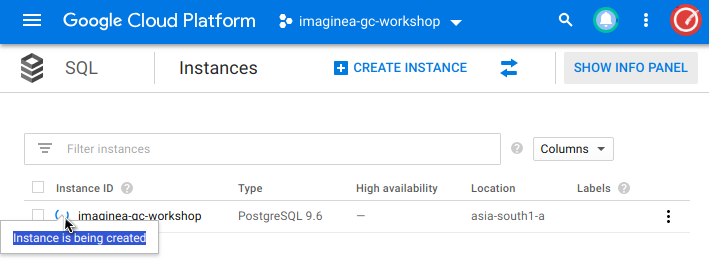 Google Cloud Platform imaginea-gc-workshop
SQL Instances CREATE INSTANCE SHOW INFO PANEL
Filter instances Columns
Instance ID Type High availability Location Labels
imaginea-gc-workshop PostgreSQL 9.6 — asia-south1-a
Instance is being created